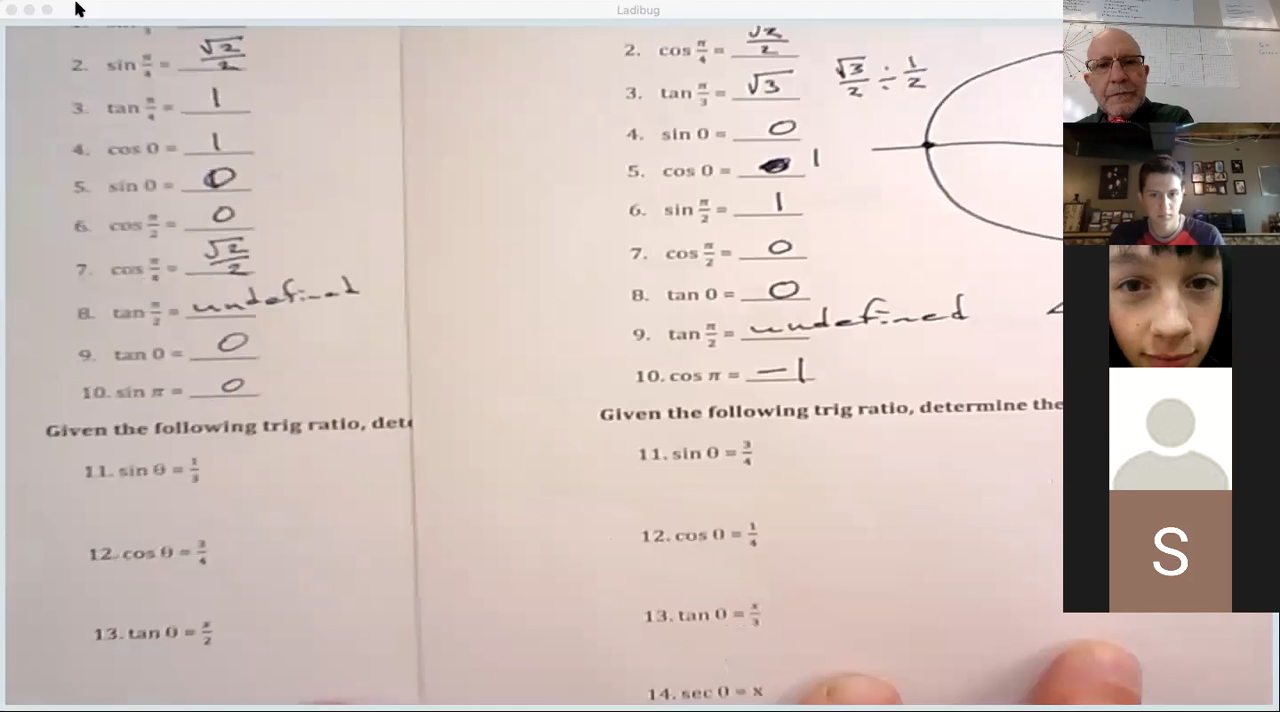 Ladibug
2. sin π/4 = √2/2
3. tan π/4 = 1
4. cos 0 = 1
5. sin 0 = 0
6. cos π/2 = 0
7. cos π/4 = √2/2
8. tan π/2 = undefined
9. tan 0 = 0
10. sin π = 0
Given the following trig ratio, dete
11. sin θ = 1/3
12. cos θ = 3/4
13. tan θ = x/2
2. cos π/4 = √2/2
3. tan π/3 = √3
√3/2 ÷ 1/2
4. sin 0 = 0
5. cos 0 = 1
6. sin π/2 = 1
7. cos π/2 = 0
8. tan 0 = 0
9. tan π/2 = undefined
10. cos π = -1
Given the following trig ratio, determine the
11. sin θ = 3/4
12. cos θ = 1/4
13. tan θ = x/3
14. sec θ = x
S